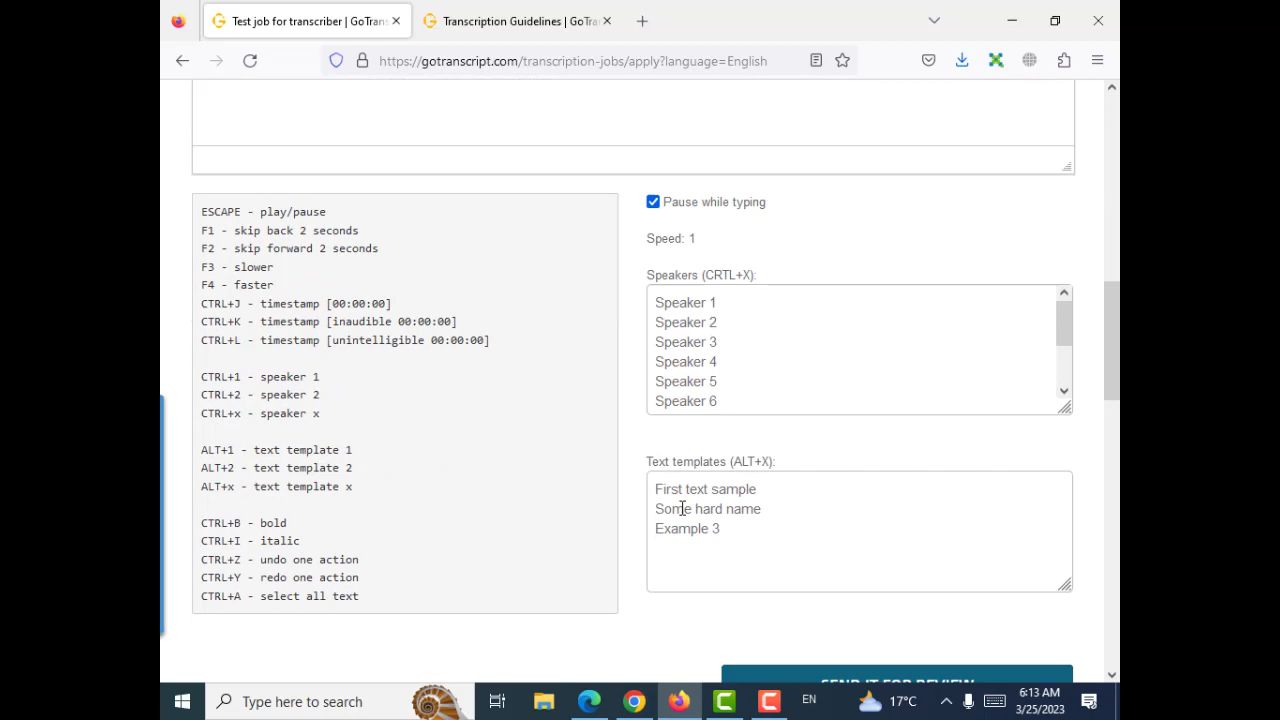 Test job for transcriber | GoTrans
Transcription Guidelines | GoTra
https://gotranscript.com/transcription-jobs/apply?language=English
ESCAPE - play/pause
F1 - skip back 2 seconds
F2 - skip forward 2 seconds
F3 - slower
F4 - faster
CTRL+J - timestamp [00:00:00]
CTRL+K - timestamp [inaudible 00:00:00]
CTRL+L - timestamp [unintelligible 00:00:00]
CTRL+1 - speaker 1
CTRL+2 - speaker 2
CTRL+x - speaker x
ALT+1 - text template 1
ALT+2 - text template 2
ALT+x - text template x
CTRL+B - bold
CTRL+I - italic
CTRL+Z - undo one action
CTRL+Y - redo one action
CTRL+A - select all text
Pause while typing
Speed: 1
Speakers (CRTL+X):
Speaker 1
Speaker 2
Speaker 3
Speaker 4
Speaker 5
Speaker 6
Text templates (ALT+X):
First text sample
Some hard name
Example 3
SEND IT FOR REVIEW
Type here to search
17°C
EN
6:13 AM
3/25/2023